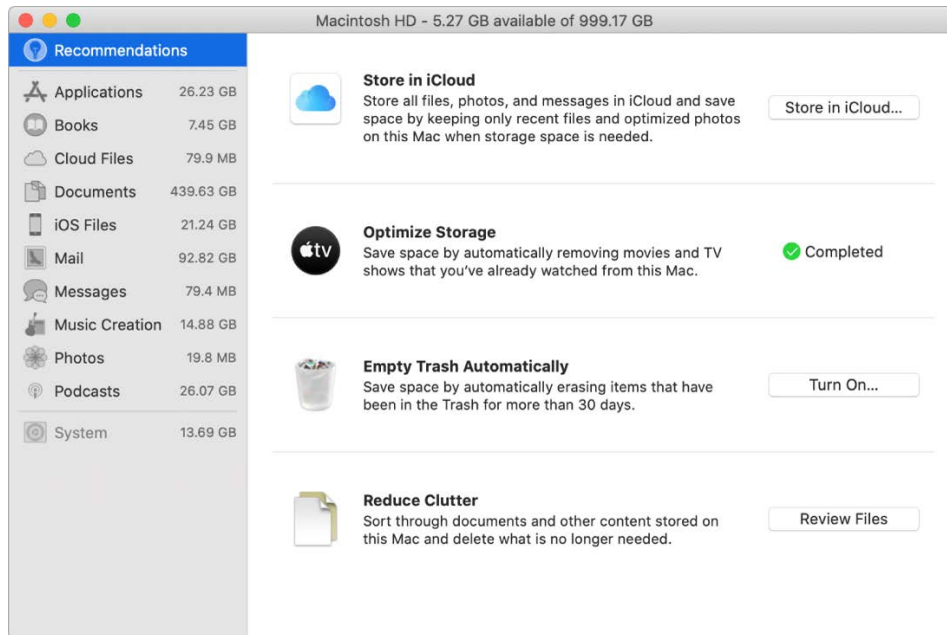 Macintosh HD - 5.27 GB available of 999.17 GB
Recommendations
Applications 26.23 GB
Books 7.45 GB
Cloud Files 79.9 MB
Documents 439.63 GB
iOS Files 21.24 GB
Mail 92.82 GB
Messages 79.4 MB
Music Creation 14.88 GB
Photos 19.8 MB
Podcasts 26.07 GB
System 13.69 GB
Store in iCloud
Store all files, photos, and messages in iCloud and save
space by keeping only recent files and optimized photos
on this Mac when storage space is needed.
Store in iCloud...
tv
Optimize Storage
Save space by automatically removing movies and TV
shows that you’ve already watched from this Mac.
Completed
Empty Trash Automatically
Save space by automatically erasing items that have
been in the Trash for more than 30 days.
Turn On...
Reduce Clutter
Sort through documents and other content stored on
this Mac and delete what is no longer needed.
Review Files